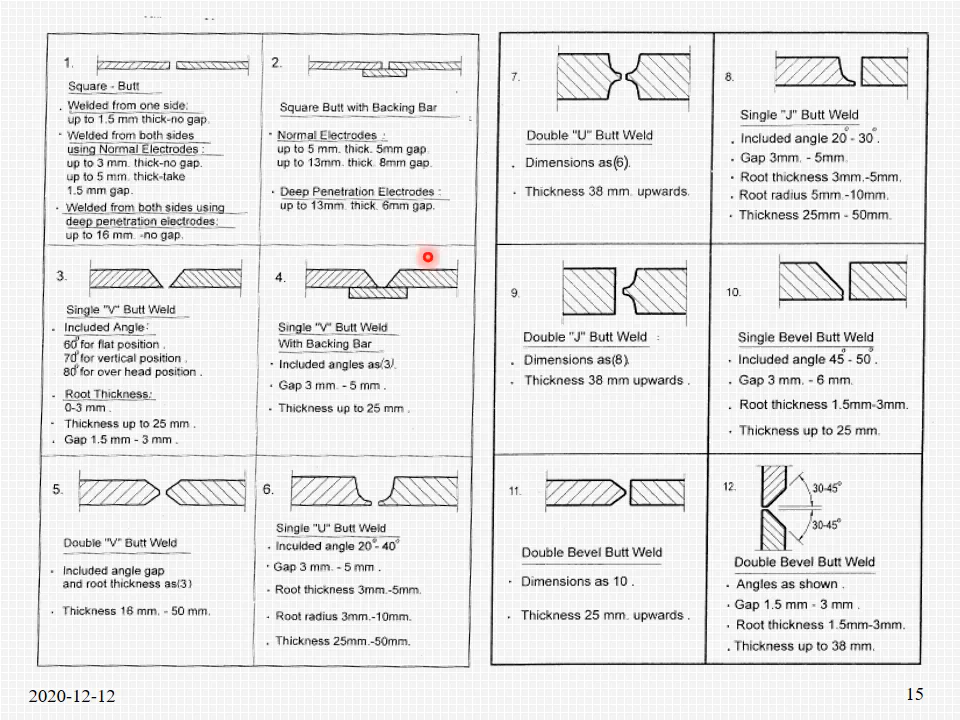 1.
Square - Butt
. Welded from one side:
up to 1.5 mm thick-no gap.
· Welded from both sides
using Normal Electrodes :
up to 3 mm. thick-no gap.
up to 5 mm. thick-take
1.5 mm gap.
· Welded from both sides using
deep penetration electrodes:
up to 16 mm. -no gap.
2.
Square Butt with Backing Bar
· Normal Electrodes :
up to 5 mm. thick. 5mm gap.
up to 13mm. thick. 8mm gap.
· Deep Penetration Electrodes :
up to 13mm. thick. 6mm gap.
3.
Single "V" Butt Weld
. Included Angle:
60° for flat position .
70° for vertical position .
80° for over head position .
. Root Thickness:
0-3 mm .
· Thickness up to 25 mm .
. Gap 1.5 mm - 3 mm .
4.
Single "V" Butt Weld
With Backing Bar
· Included angles as(3).
· Gap 3 mm. - 5 mm .
· Thickness up to 25 mm .
5.
Double "V" Butt Weld
· Included angle gap
and root thickness as(3)
· Thickness 16 mm. - 50 mm.
6.
Single "U" Butt Weld
. Inculded angle 20°- 40°
· Gap 3 mm. - 5 mm .
· Root thickness 3mm.-5mm.
· Root radius 3mm.-10mm.
. Thickness 25mm.-50mm.
7.
Double "U" Butt Weld
. Dimensions as(6).
· Thickness 38 mm. upwards.
8.
Single "J" Butt Weld
. Included angle 20° - 30°.
· Gap 3mm. - 5mm.
· Root thickness 3mm.-5mm.
. Root radius 5mm.-10mm.
· Thickness 25mm - 50mm.
9.
Double "J" Butt Weld :
. Dimensions as(8).
. Thickness 38 mm upwards .
10.
Single Bevel Butt Weld
· Included angle 45° - 50° .
. Gap 3 mm. - 6 mm.
. Root thickness 1.5mm-3mm.
· Thickness up to 25 mm.
11.
Double Bevel Butt Weld
· Dimensions as 10 .
. Thickness 25 mm. upwards .
12.
30-45°
30-45°
Double Bevel Butt Weld
. Angles as shown .
· Gap 1.5 mm - 3 mm .
· Root thickness 1.5mm-3mm.
. Thickness up to 38 mm.
2020-12-12
15